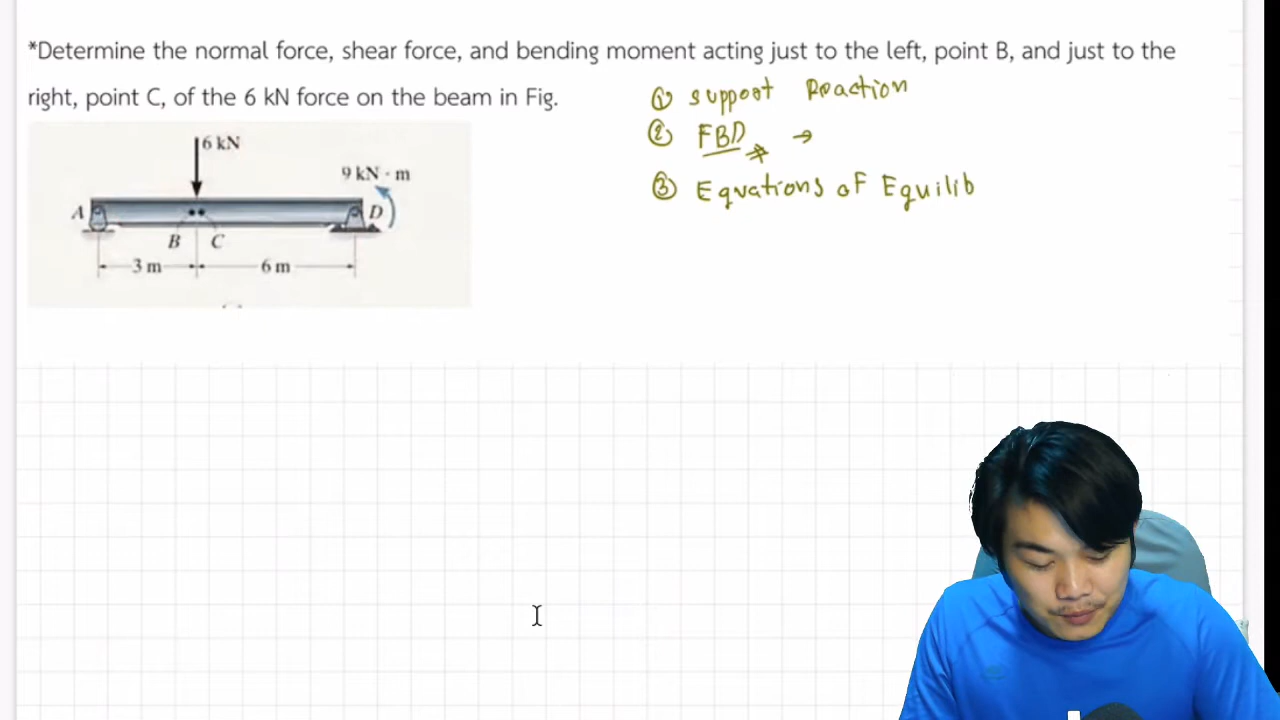 *Determine the normal force, shear force, and bending moment acting just to the left, point B, and just to the
right, point C, of the 6 kN force on the beam in Fig.
① support Reaction
② FBD * →
③ Equations of Equilib
6 kN
9 kN · m
A
D
B
C
3 m
6 m